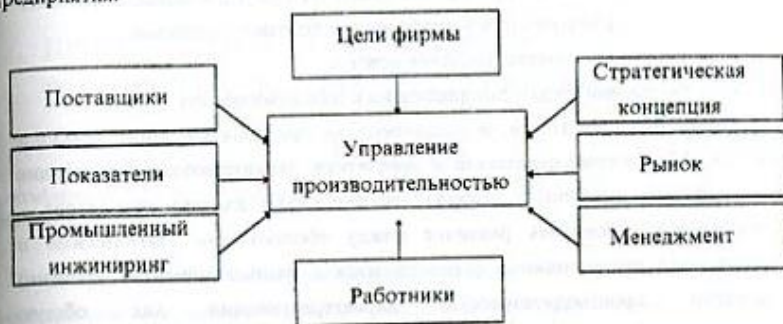 Цели фирмы
Поставщики
Стратегическая
концепция
Показатели
Управление
производительностью
Рынок
Промышленный
инжиниринг
Менеджмент
Работники